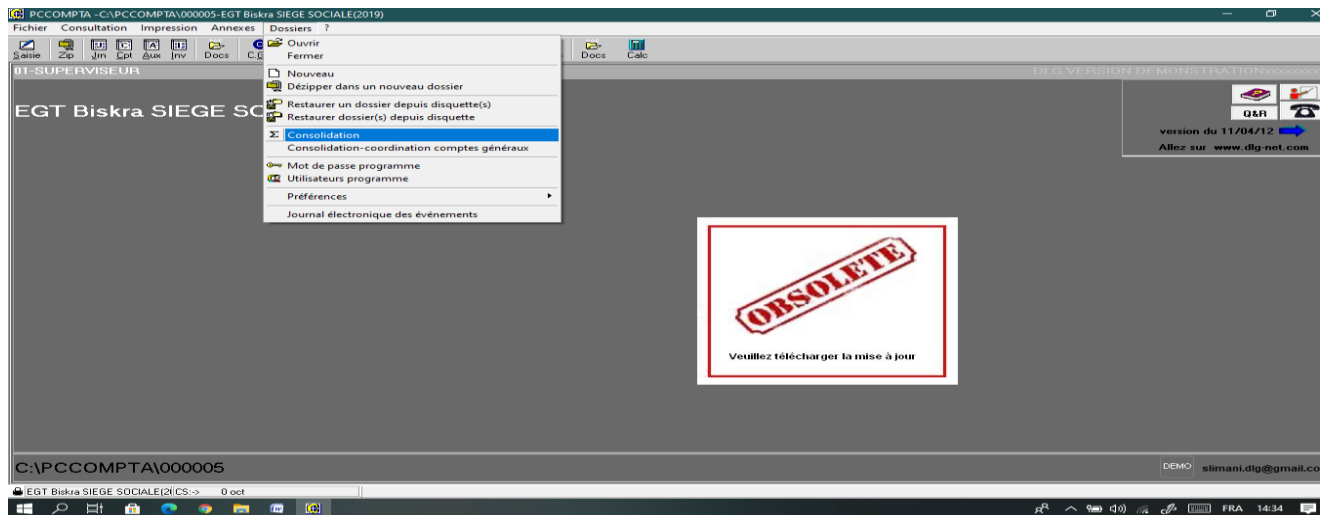 PCCOMPTA -C:\PCCOMPTA\000005-EGT Biskra SIEGE SOCIALE(2019)
Fichier Consultation Impression Annexes Dossiers ?
Saisie Zip Jrn Cpt Aux Inv Docs Docs Calc
01-SUPERVISEUR
DLG VERSION DEMONSTRATION
EGT Biskra SIEGE
Ouvrir
Fermer
Nouveau
Dézipper dans un nouveau dossier
Restaurer un dossier depuis disquette(s)
Restaurer dossier(s) depuis disquette
Σ Consolidation
Consolidation-coordination comptes généraux
Mot de passe programme
Utilisateurs programme
Préférences
Journal électronique des événements
Q&R
version du 11/04/12
Allez sur www.dlg-net.com
OBSOLETE
Veuillez télécharger la mise à jour
C:\PCCOMPTA\000005
DEMO slimani.dlg@gmail.co
EGT Biskra SIEGE SOCIALE(2 CS:-> 0 oct
FRA 14:34